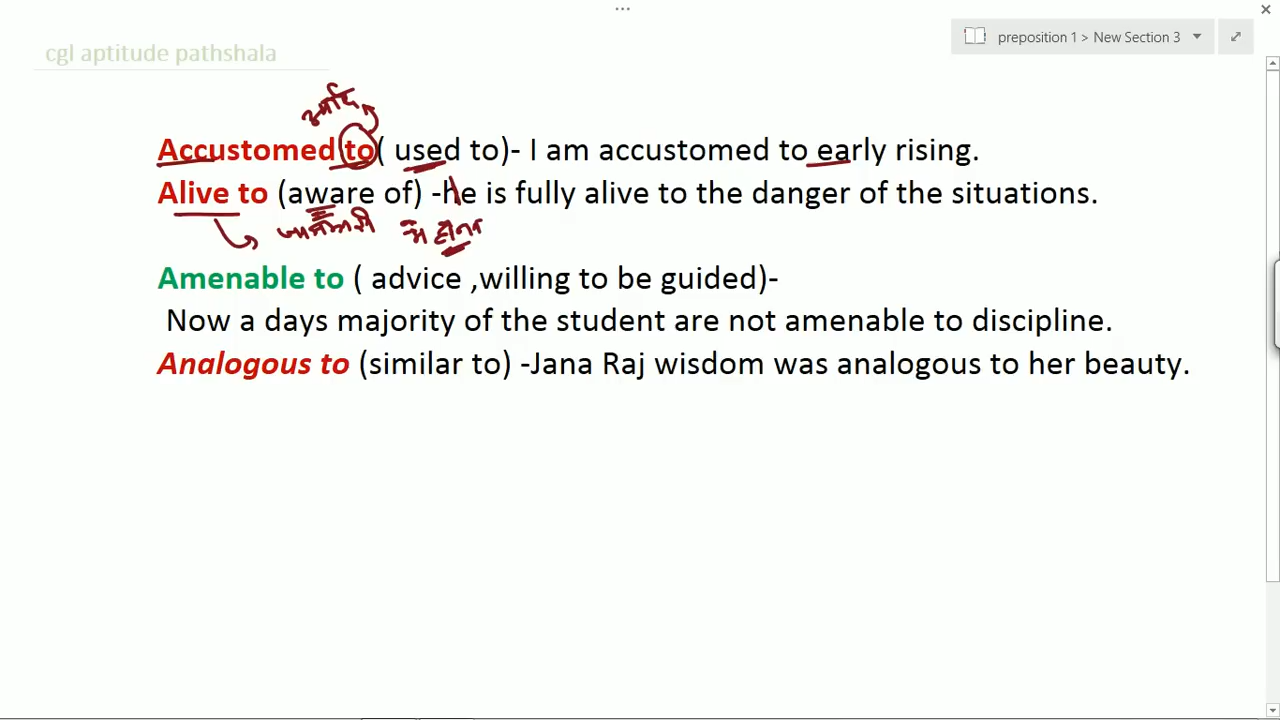 preposition 1 > New Section 3
cgl aptitude pathshala
Accustomed to( used to)- I am accustomed to early rising.
Alive to (aware of) -he is fully alive to the danger of the situations.
Amenable to ( advice ,willing to be guided)-
Now a days majority of the student are not amenable to discipline.
Analogous to (similar to) -Jana Raj wisdom was analogous to her beauty.